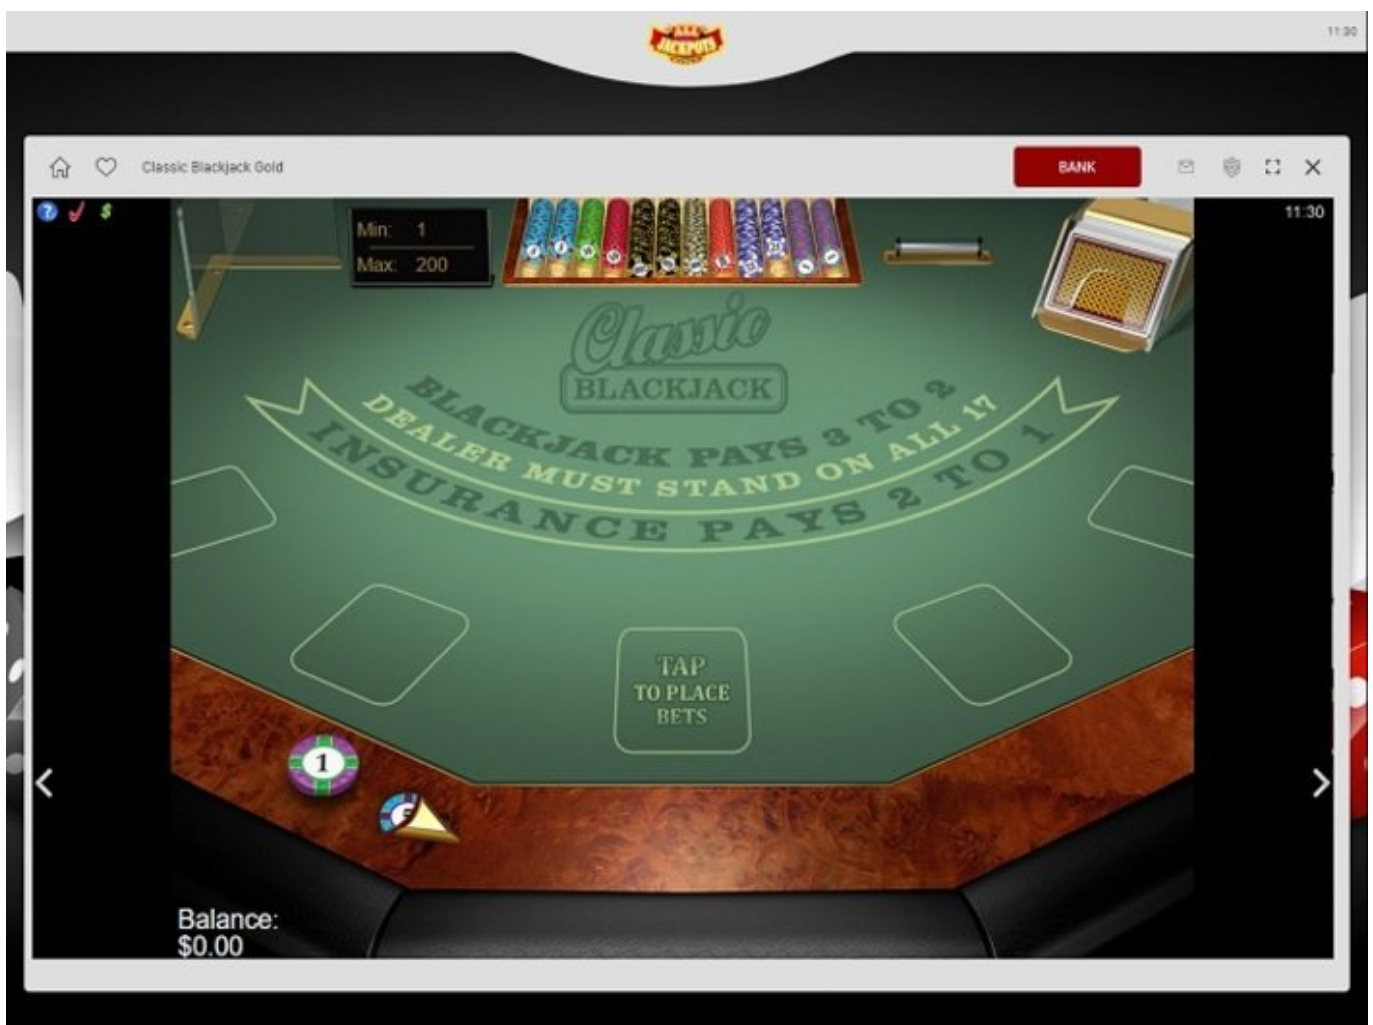 ALL
JACKPOTS
11:30
Classic Blackjack Gold
BANK
?
$
11:30
Min: 1
Max: 200
Classic
BLACKJACK
BLACKJACK PAYS 3 TO 2
DEALER MUST STAND ON ALL 17
INSURANCE PAYS 2 TO 1
TAP
TO PLACE
BETS
1
Balance:
$0.00